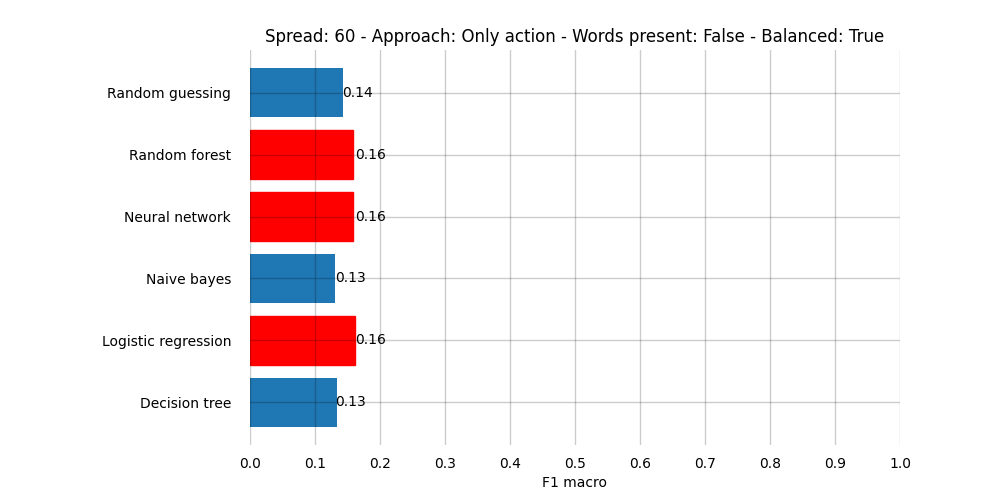 Spread: 60 - Approach: Only action - Words present: False - Balanced: True
Random guessing 0.14
Random forest 0.16
Neural network 0.16
Naive bayes 0.13
Logistic regression 0.16
Decision tree 0.13
0.0 0.1 0.2 0.3 0.4 0.5 0.6 0.7 0.8 0.9 1.0
F1 macro